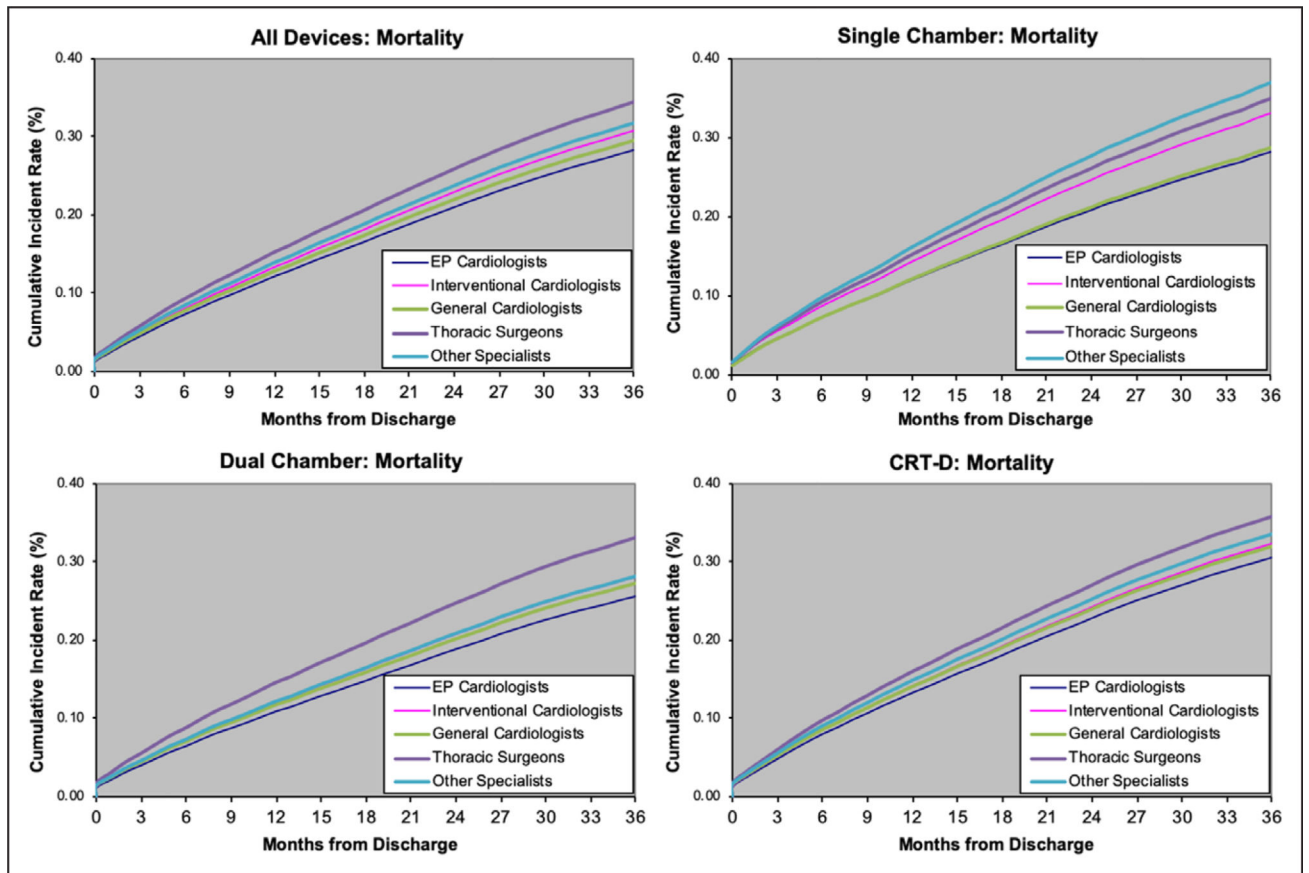 All Devices: Mortality
Cumulative Incident Rate (%)
0.40
0.30
0.20
0.10
0.00
EP Cardiologists
Interventional Cardiologists
General Cardiologists
Thoracic Surgeons
Other Specialists
0 3 6 9 12 15 18 21 24 27 30 33 36
Months from Discharge
Single Chamber: Mortality
Cumulative Incident Rate (%)
0.40
0.30
0.20
0.10
0.00
EP Cardiologists
Interventional Cardiologists
General Cardiologists
Thoracic Surgeons
Other Specialists
0 3 6 9 12 15 18 21 24 27 30 33 36
Months from Discharge
Dual Chamber: Mortality
Cumulative Incident Rate (%)
0.40
0.30
0.20
0.10
0.00
EP Cardiologists
Interventional Cardiologists
General Cardiologists
Thoracic Surgeons
Other Specialists
0 3 6 9 12 15 18 21 24 27 30 33 36
Months from Discharge
CRT-D: Mortality
Cumulative Incident Rate (%)
0.40
0.30
0.20
0.10
0.00
EP Cardiologists
Interventional Cardiologists
General Cardiologists
Thoracic Surgeons
Other Specialists
0 3 6 9 12 15 18 21 24 27 30 33 36
Months from Discharge